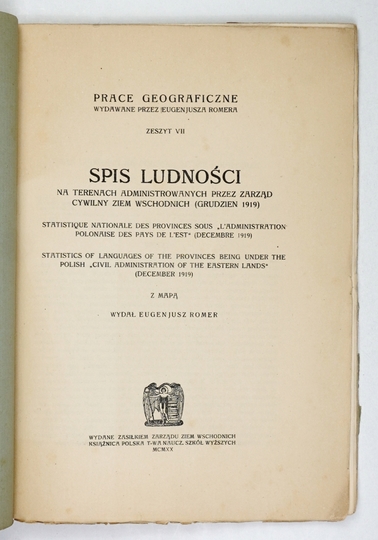 PRACE GEOGRAFICZNE
WYDAWANE PRZEZ EUGENJUSZA ROMERA
ZESZYT VII
SPIS LUDNOŚCI
NA TERENACH ADMINISTROWANYCH PRZEZ ZARZĄD
CYWILNY ZIEM WSCHODNICH (GRUDZIEN 1919)
STATISTIQUE NATIONALE DES PROVINCES SOUS „L'ADMINISTRATION
POLONAISE DES PAYS DE L'EST" (DECEMBRE 1919)
STATISTICS OF LANGUAGES OF THE PROVINCES BEING UNDER THE
POLISH „CIVIL ADMINISTRATION OF THE EASTERN LANDS"
(DECEMBER 1919)
Z MAPĄ
WYDAŁ EUGENJUSZ ROMER
WYDANE ZASIŁKIEM ZARZĄDU ZIEM WSCHODNICH
KSIĄŻNICA POLSKA T-WA NAUCZ. SZKÓŁ WYŻSZYCH
MCMXX